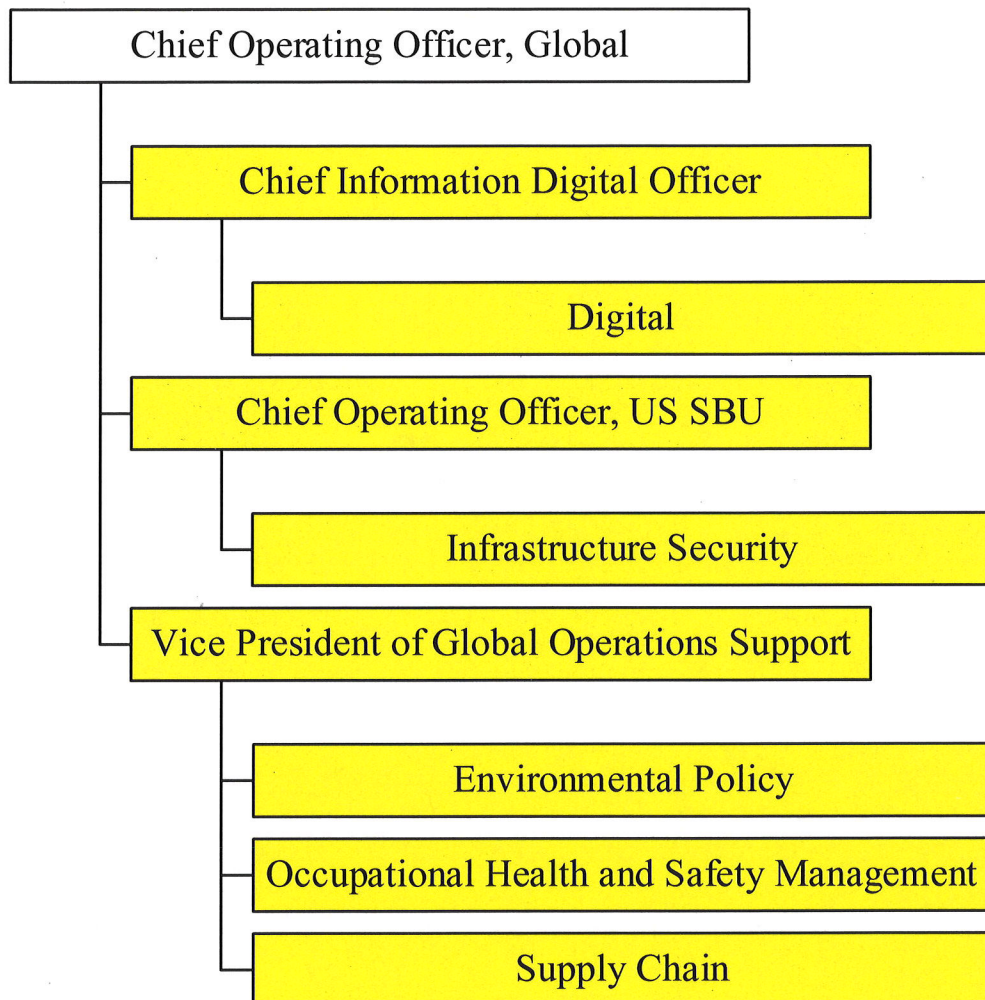 Chief Operating Officer, Global
Chief Information Digital Officer
Digital
Chief Operating Officer, US SBU
Infrastructure Security
Vice President of Global Operations Support
Environmental Policy
Occupational Health and Safety Management
Supply Chain